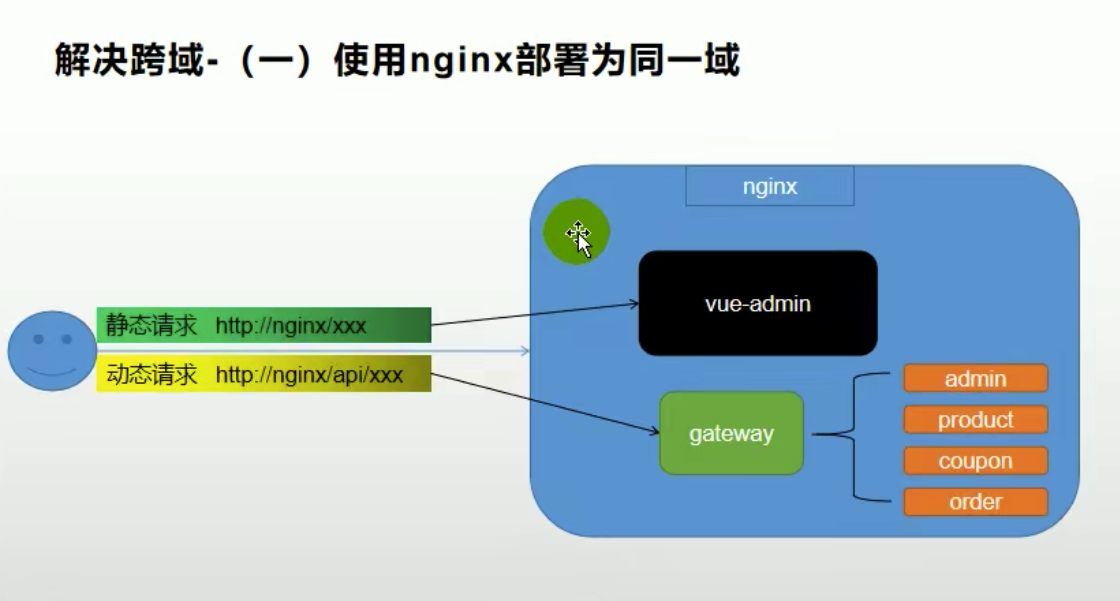 解决跨域-（一）使用nginx部署为同一域
nginx
vue-admin
静态请求 http://nginx/xxx
动态请求 http://nginx/api/xxx
gateway
admin
product
coupon
order